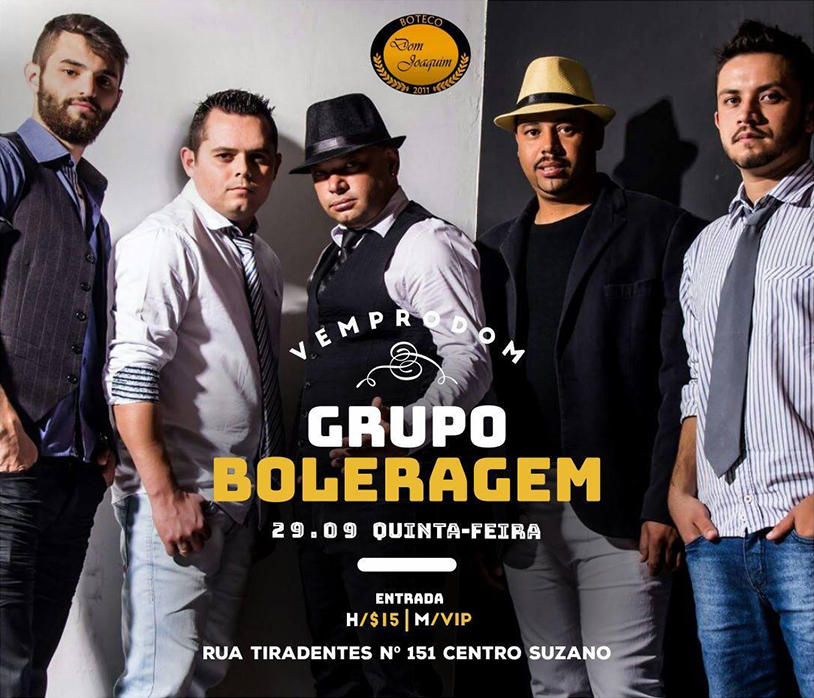 BOTECO
Dom
Joaquim
2011
VEMPRODOM
GRUPO
BOLERAGEM
29.09 QUINTA-FEIRA
ENTRADA
H/$15|M/VIP
RUA TIRADENTES Nº 151 CENTRO SUZANO